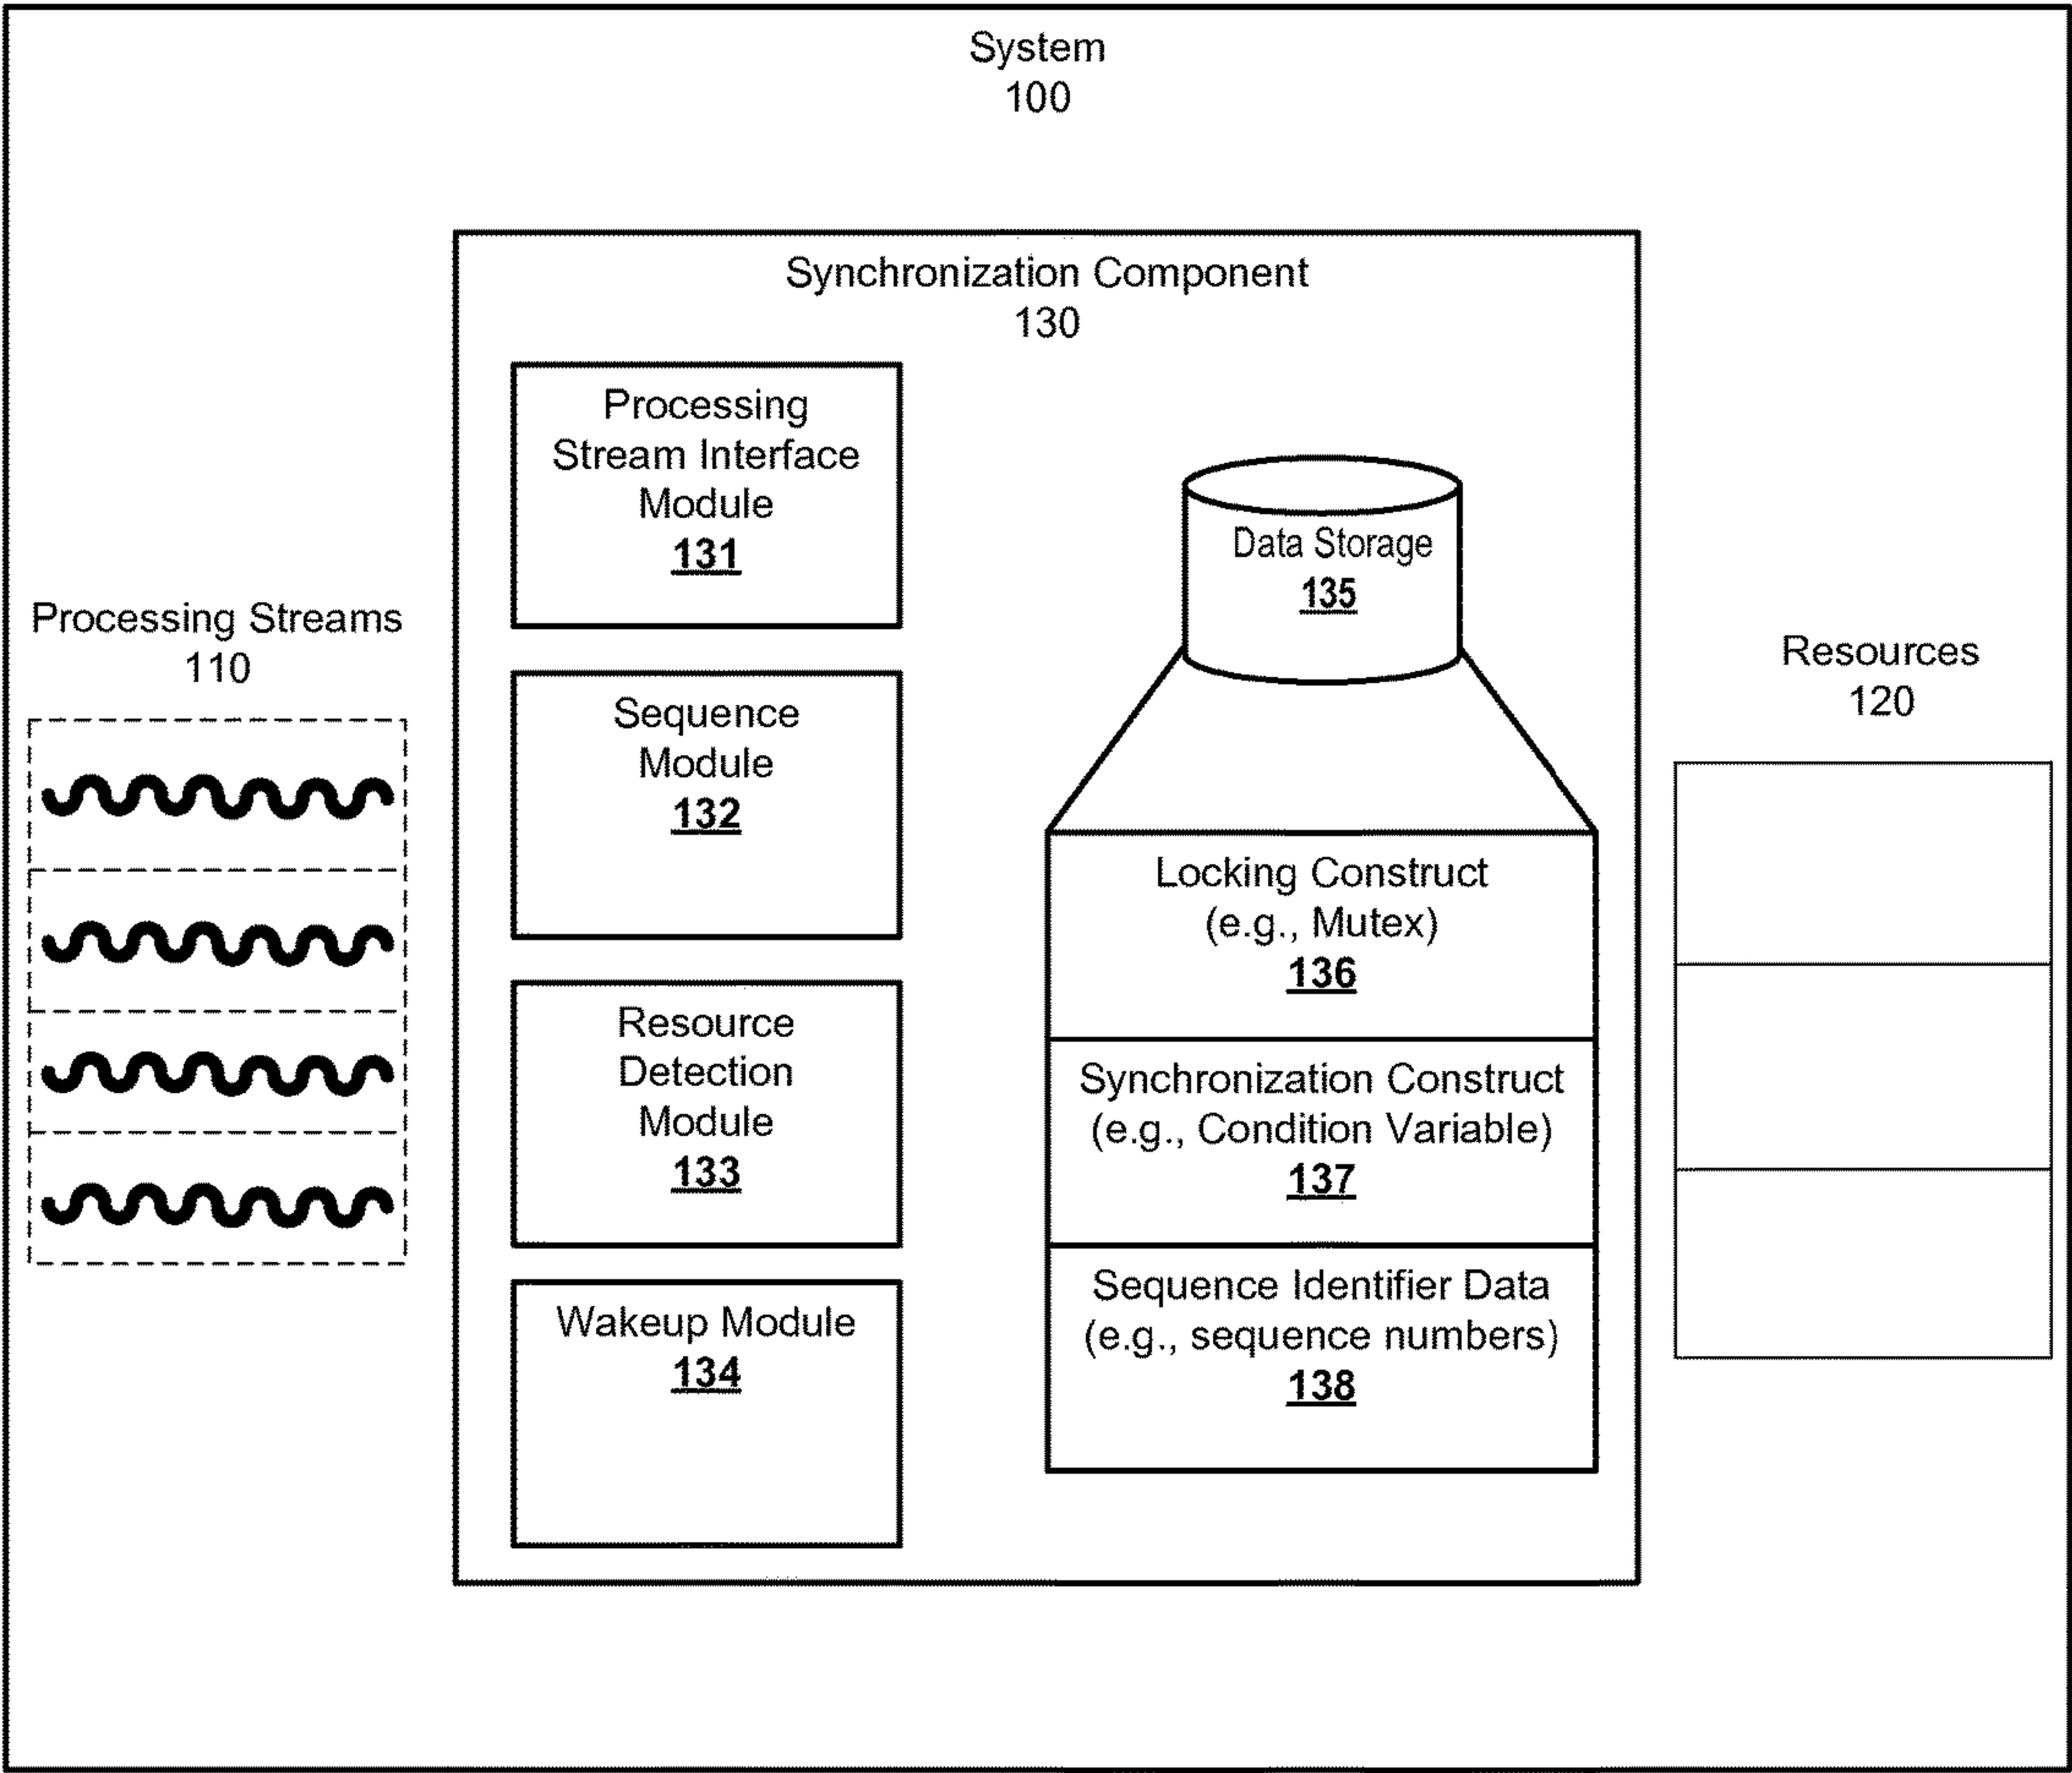 System
100
Synchronization Component
130
Processing
Stream Interface
Module
131
Sequence
Module
132
Resource
Detection
Module
133
Wakeup Module
134
Data Storage
135
Locking Construct
(e.g., Mutex)
136
Synchronization Construct
(e.g., Condition Variable)
137
Sequence Identifier Data
(e.g., sequence numbers)
138
Processing Streams
110
Resources
120